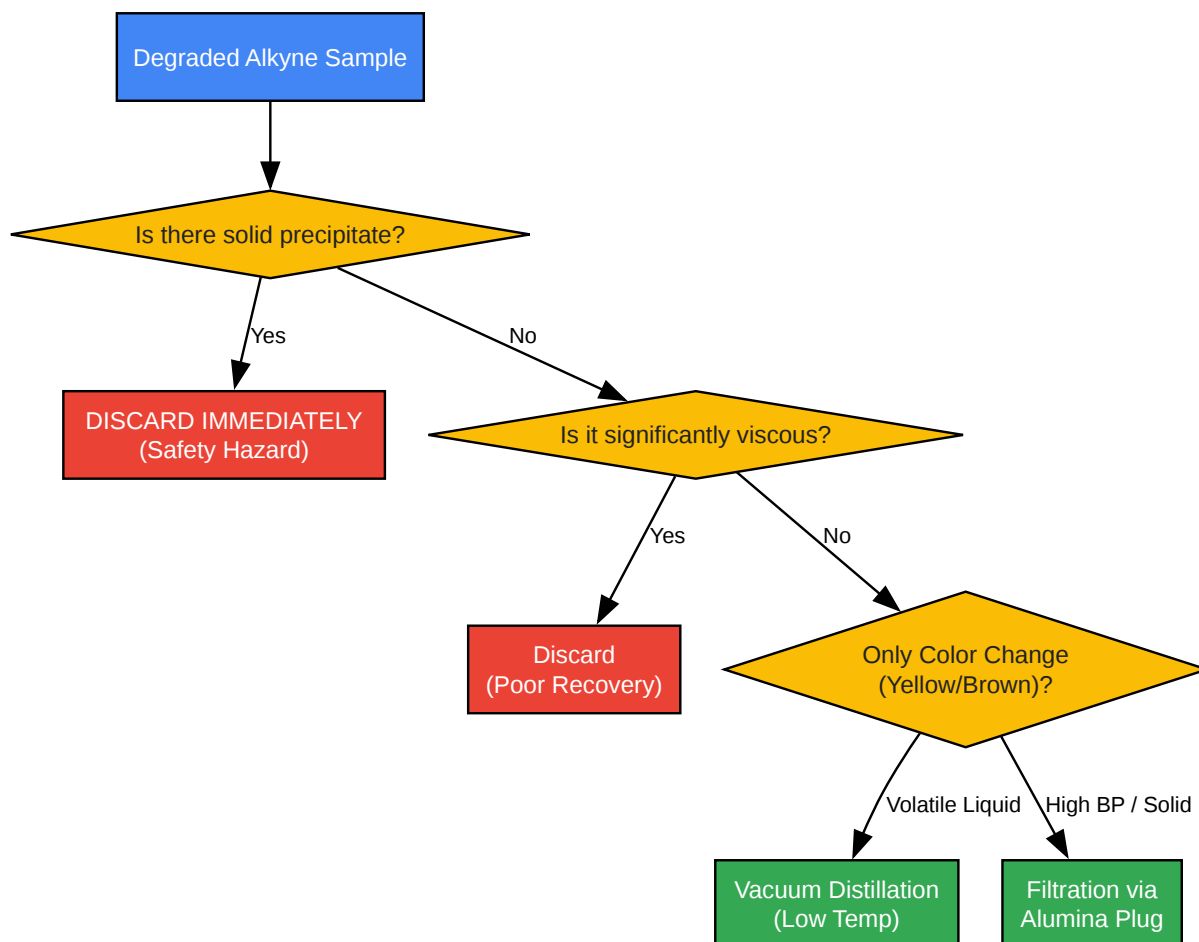 Degraded Alkyne Sample
Is there solid precipitate?
Yes
No
DISCARD IMMEDIATELY
(Safety Hazard)
Is it significantly viscous?
Yes
No
Discard
(Poor Recovery)
Only Color Change
(Yellow/Brown)?
Volatile Liquid
High BP / Solid
Vacuum Distillation
(Low Temp)
Filtration via
Alumina Plug